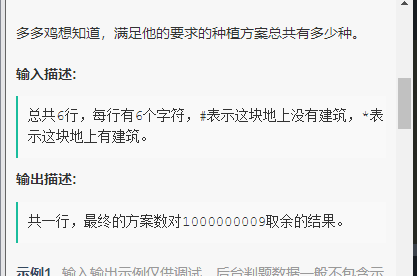 多多鸡想知道，满足他的要求的种植方案总共有多少种。
输入描述：
总共6行，每行有6个字符，#表示这块地上没有建筑，*表
示这块地上有建筑。
输出描述：
共一行，最终的方案数对1000000009取余的结果。
示例1 输入输出示例仅供调试，后台判题数据一般不包含示